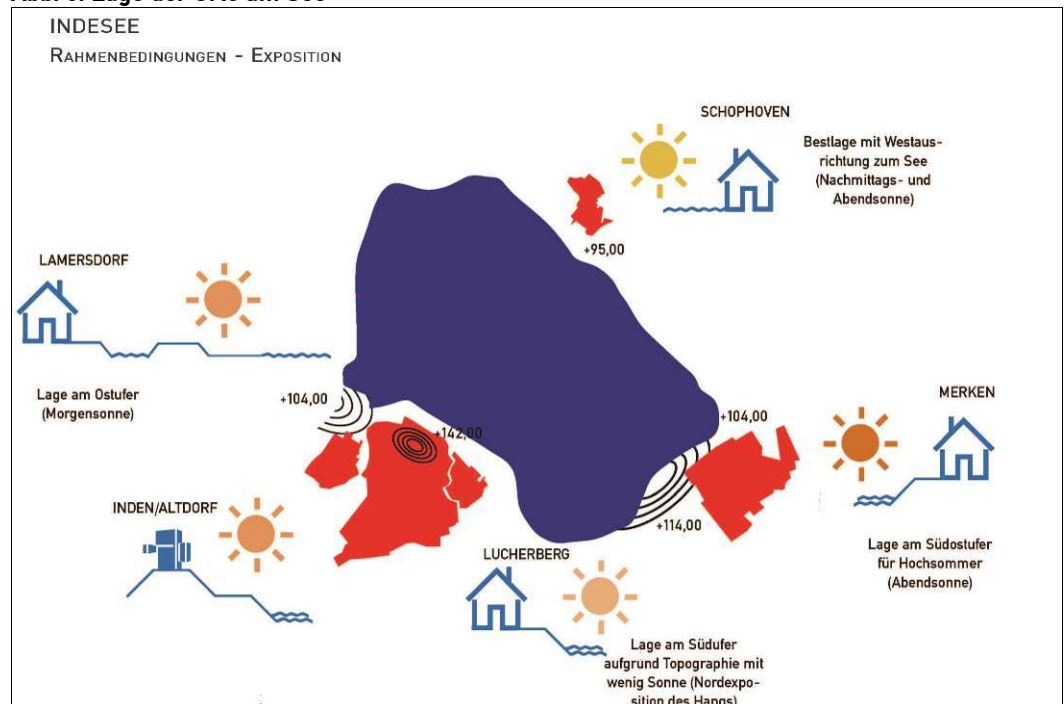 INDESEE
RAHMENBEDINGUNGEN - EXPOSITION
SCHOPHOVEN
Bestlage mit Westaus-
richtung zum See
(Nachmittags- und
Abendsonne)
+95,00
LAMERSDORF
Lage am Ostufer
(Morgensonne)
+104,00
+142,00
+104,00
+114,00
MERKEN
Lage am Südostufer
für Hochsommer
(Abendsonne)
INDEN/ALTDORF
LUCHERBERG
Lage am Südufer
aufgrund Topographie mit
wenig Sonne (Nordexpo-
sition des Hangs)